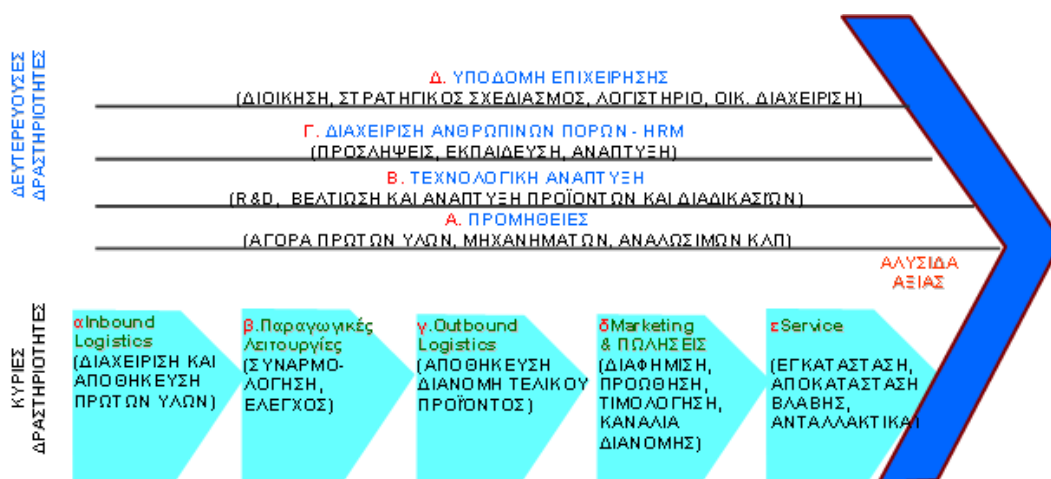 ΔΕΥΤΕΡΕΥΟΥΣΕΣ
ΔΡΑΣΤΗΡΙΟΤΗΤΕΣ
Δ. ΥΠΟΔΟΜΗ ΕΠΙΧΕΙΡΗΣΗΣ
(ΔΙΟΙΚΗΣΗ, ΣΤΡΑΤΗΓΙΚΟΣ ΣΧΕΔΙΑΣΜΟΣ, ΛΟΓΙΣΤΗΡΙΟ, ΟΙΚ. ΔΙΑΧΕΙΡΙΣΗ)
Γ. ΔΙΑΧΕΙΡΙΣΗ ΑΝΘΡΩΠΙΝΩΝ ΠΟΡΩΝ - HRM
(ΠΡΟΣΛΗΨΕΙΣ, ΕΚΠΑΙΔΕΥΣΗ, ΑΝΑΠΤΥΞΗ)
Β. ΤΕΧΝΟΛΟΓΙΚΗ ΑΝΑΠΤΥΞΗ
(R&D, ΒΕΛΤΙΩΣΗ ΚΑΙ ΑΝΑΠΤΥΞΗ ΠΡΟΪΟΝΤΩΝ ΚΑΙ ΔΙΑΔΙΚΑΣΙΩΝ)
Α. ΠΡΟΜΗΘΕΙΕΣ
(ΑΓΟΡΑ ΠΡΩΤΩΝ ΥΛΩΝ, ΜΗΧΑΝΗΜΑΤΩΝ, ΑΝΑΛΩΣΙΜΩΝ ΚΛΠ)
ΑΛΥΣΙΔΑ
ΑΞΙΑΣ
ΚΥΡΙΕΣ
ΔΡΑΣΤΗΡΙΟΤΗΤΕΣ
αInbound
Logistics
(ΔΙΑΧΕΙΡΙΣΗ ΚΑΙ
ΑΠΟΘΗΚΕΥΣΗ
ΠΡΩΤΩΝ ΥΛΩΝ)
β.Παραγωγικές
Λειτουργίες
(ΣΥΝΑΡΜΟ-
ΛΟΓΗΣΗ,
ΕΛΕΓΧΟΣ)
γ.Outbound
Logistics
(ΑΠΟΘΗΚΕΥΣΗ
ΔΙΑΝΟΜΗ ΤΕΛΙΚΟΥ
ΠΡΟΪΟΝΤΟΣ)
δMarketing
& ΠΩΛΗΣΕΙΣ
(ΔΙΑΦΗΜΙΣΗ,
ΠΡΟΩΘΗΣΗ,
ΤΙΜΟΛΟΓΗΣΗ,
ΚΑΝΑΛΙΑ
ΔΙΑΝΟΜΗΣ)
εService
(ΕΓΚΑΤΑΣΤΑΣΗ,
ΑΠΟΚΑΤΑΣΤΑΣΗ
ΒΛΑΒΗΣ,
ΑΝΤΑΛΛΑΚΤΙΚΑ)